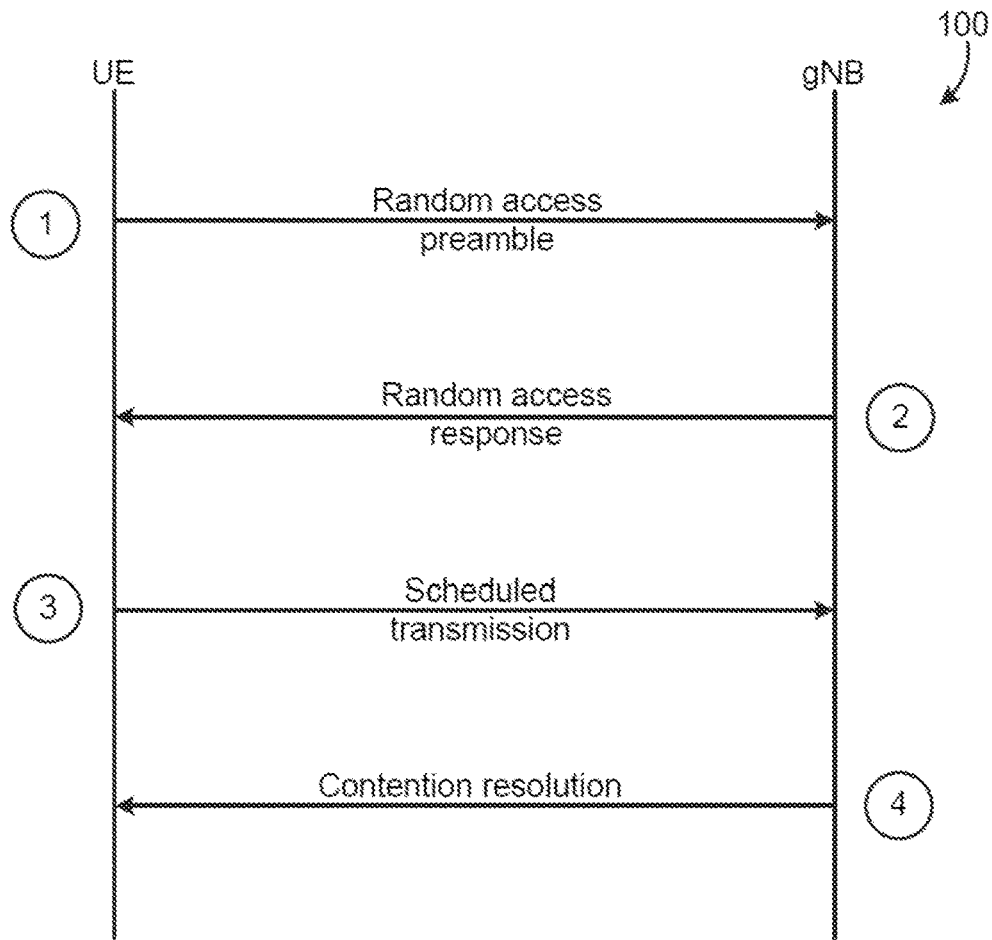 100
UE
gNB
1
Random access
preamble
Random access
response
2
3
Scheduled
transmission
Contention resolution
4